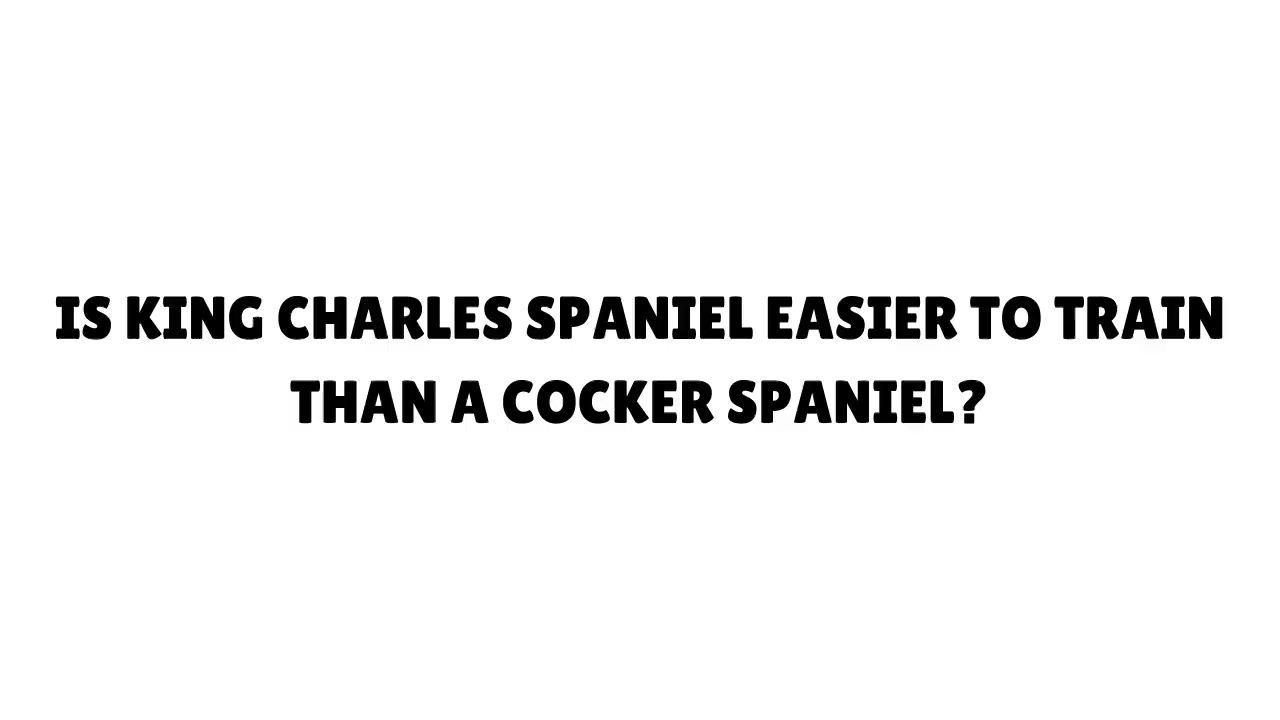 IS KING CHARLES SPANIEL EASIER TO TRAIN
THAN A COCKER SPANIEL?